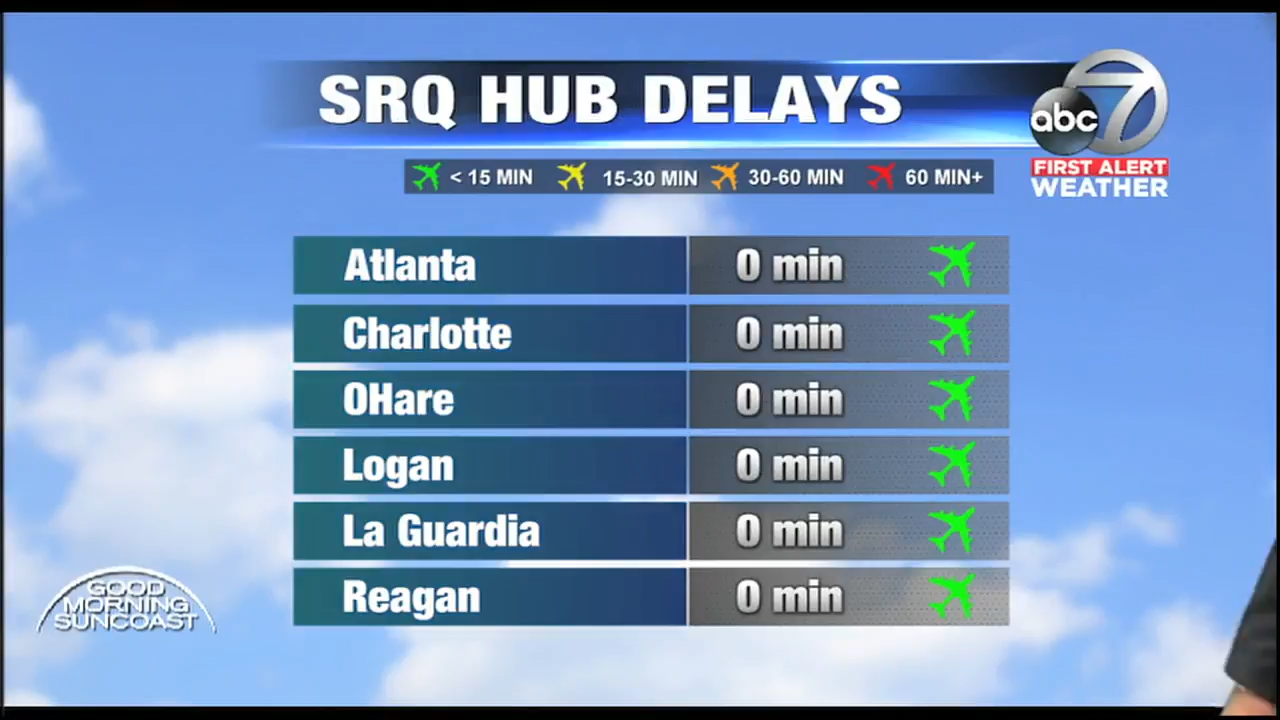 SRQ HUB DELAYS
abc 7
FIRST ALERT
WEATHER
< 15 MIN 15-30 MIN 30-60 MIN 60 MIN+
Atlanta 0 min
Charlotte 0 min
OHare 0 min
Logan 0 min
La Guardia 0 min
Reagan 0 min
GOOD
MORNING
SUNCOAST